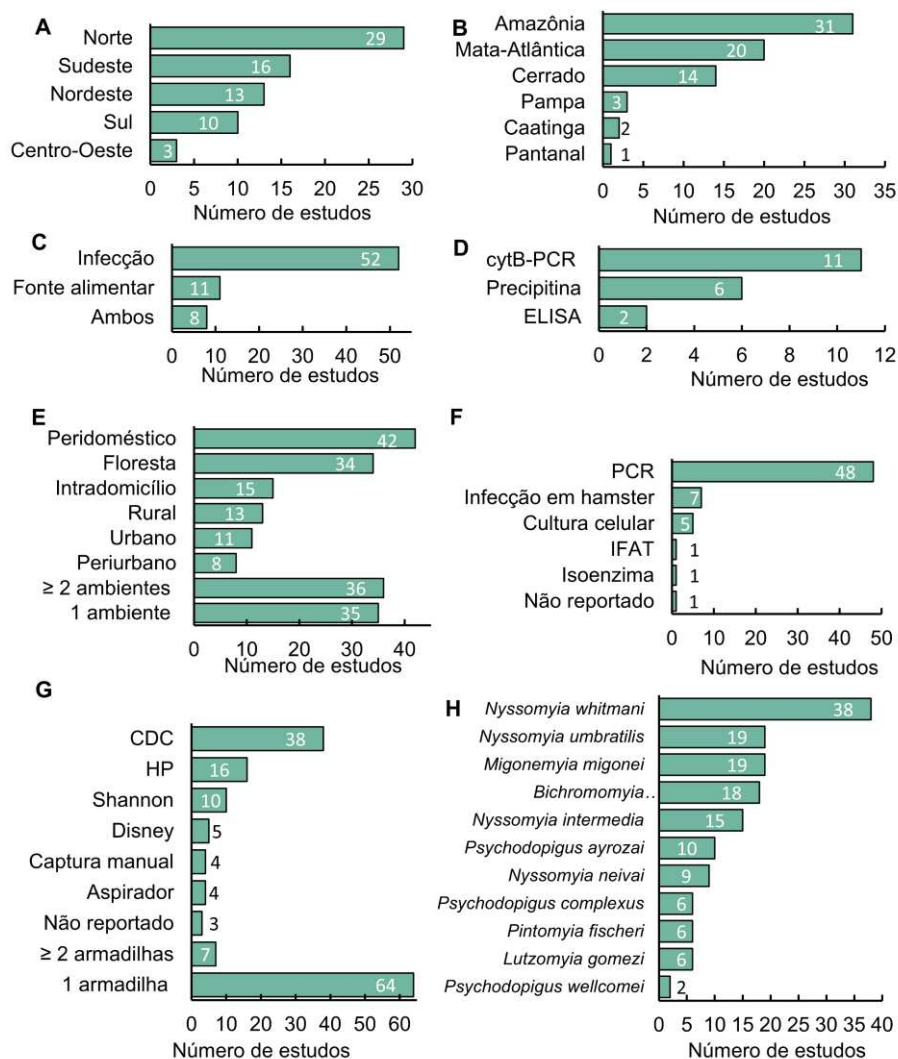 A
Norte 29
Sudeste 16
Nordeste 13
Sul 10
Centro-Oeste 3
0 5 10 15 20 25 30
Número de estudos
B
Amazônia 31
Mata-Atlântica 20
Cerrado 14
Pampa 3
Caatinga 2
Pantanal 1
0 5 10 15 20 25 30 35
Número de estudos
C
Infecção 52
Fonte alimentar 11
Ambos 8
0 10 20 30 40 50
Número de estudos
D
cytB-PCR 11
Precipitina 6
ELISA 2
0 2 4 6 8 10 12
Número de estudos
E
Peridoméstico 42
Floresta 34
Intradomicílio 15
Rural 13
Urbano 11
Periurbano 8
≥ 2 ambientes 36
1 ambiente 35
0 10 20 30 40
Número de estudos
F
PCR 48
Infecção em hamster 7
Cultura celular 5
IFAT 1
Isoenzima 1
Não reportado 1
0 10 20 30 40 50
Número de estudos
G
CDC 38
HP 16
Shannon 10
Disney 5
Captura manual 4
Aspirador 4
Não reportado 3
≥ 2 armadilhas 7
1 armadilha 64
0 10 20 30 40 50 60
Número de estudos
H
Nyssomyia whitmani 38
Nyssomyia umbratilis 19
Migonemyia migonei 19
Bichromomyia.. 18
Nyssomyia intermedia 15
Psychodopigus ayrozai 10
Nyssomyia neivai 9
Psychodopigus complexus 6
Pintomyia fischeri 6
Lutzomyia gomezi 6
Psychodopigus wellcomei 2
0 5 10 15 20 25 30 35 40
Número de estudos